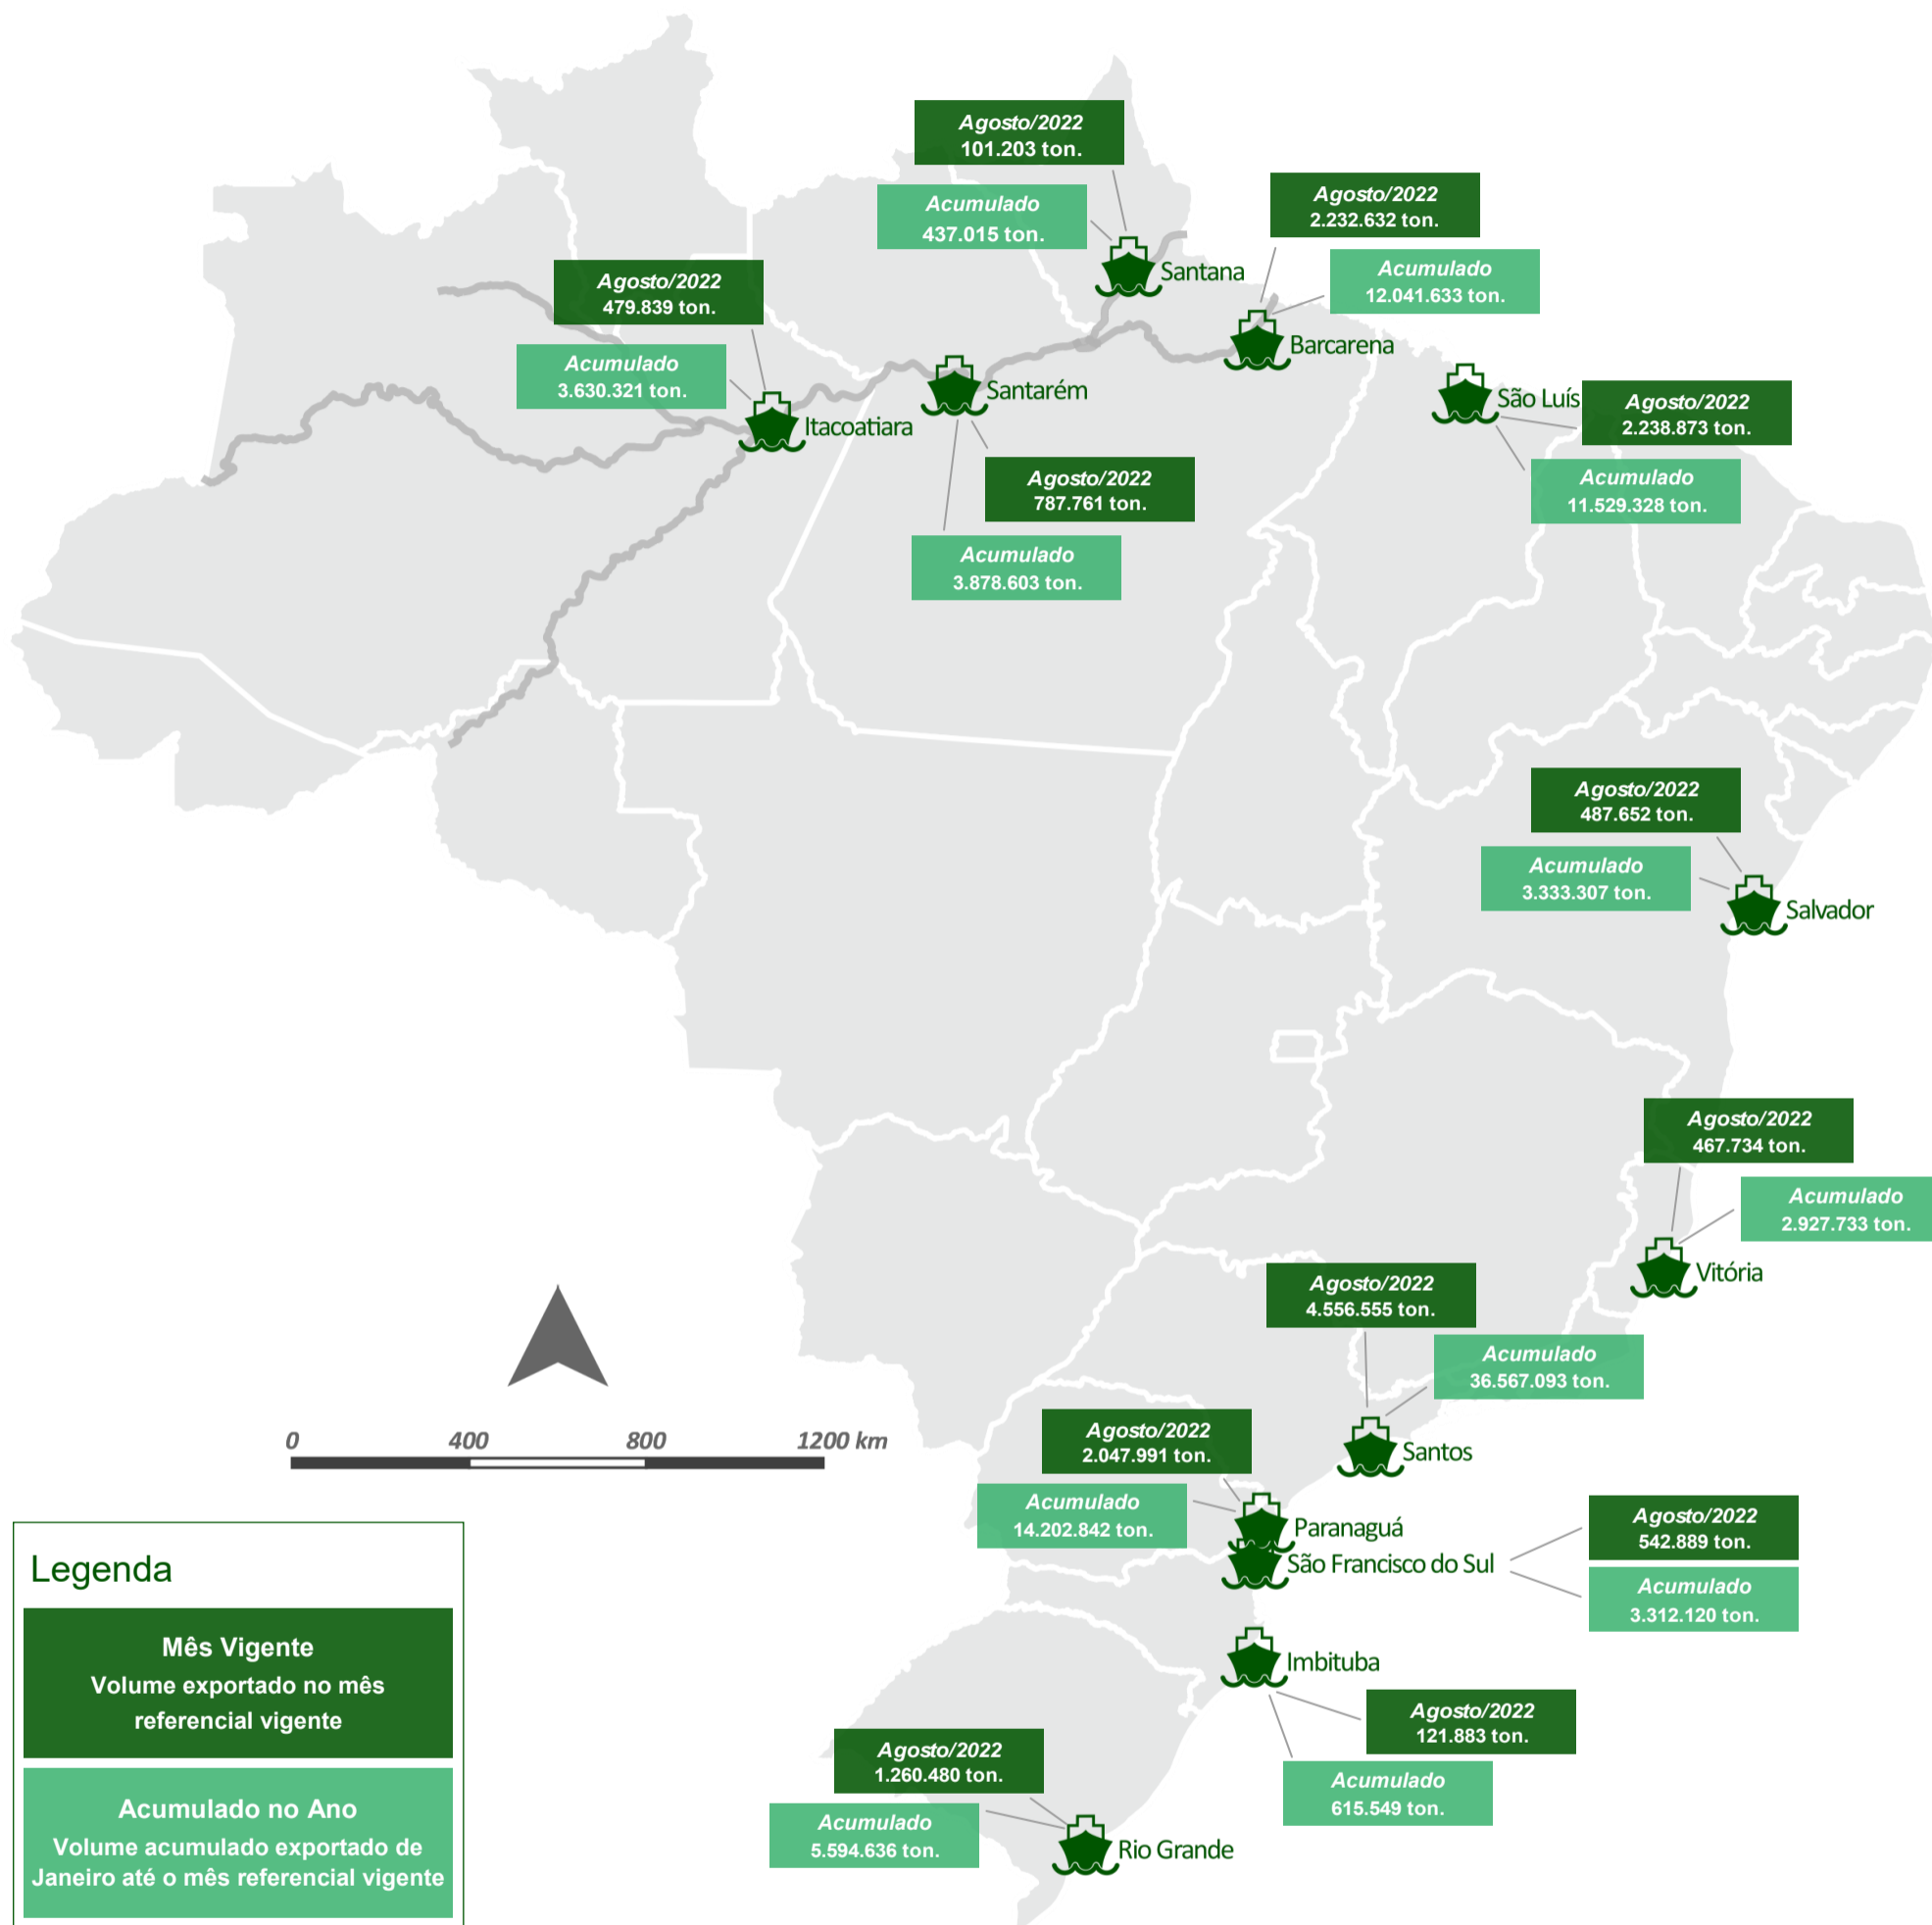 Agosto/2022
101.203 ton.
Acumulado
437.015 ton.
Santana
Agosto/2022
2.232.632 ton.
Acumulado
12.041.633 ton.
Barcarena
Agosto/2022
479.839 ton.
Acumulado
3.630.321 ton.
Itacoatiara
Santarém
Agosto/2022
787.761 ton.
Acumulado
3.878.603 ton.
São Luís
Agosto/2022
2.238.873 ton.
Acumulado
11.529.328 ton.
Agosto/2022
487.652 ton.
Acumulado
3.333.307 ton.
Salvador
Agosto/2022
467.734 ton.
Acumulado
2.927.733 ton.
Vitória
Agosto/2022
4.556.555 ton.
Acumulado
36.567.093 ton.
Santos
Agosto/2022
2.047.991 ton.
Acumulado
14.202.842 ton.
Paranaguá
São Francisco do Sul
Agosto/2022
542.889 ton.
Acumulado
3.312.120 ton.
Imbituba
Agosto/2022
121.883 ton.
Acumulado
615.549 ton.
Agosto/2022
1.260.480 ton.
Acumulado
5.594.636 ton.
Rio Grande
0 400 800 1200 km
Legenda
Mês Vigente
Volume exportado no mês
referencial vigente
Acumulado no Ano
Volume acumulado exportado de
Janeiro até o mês referencial vigente